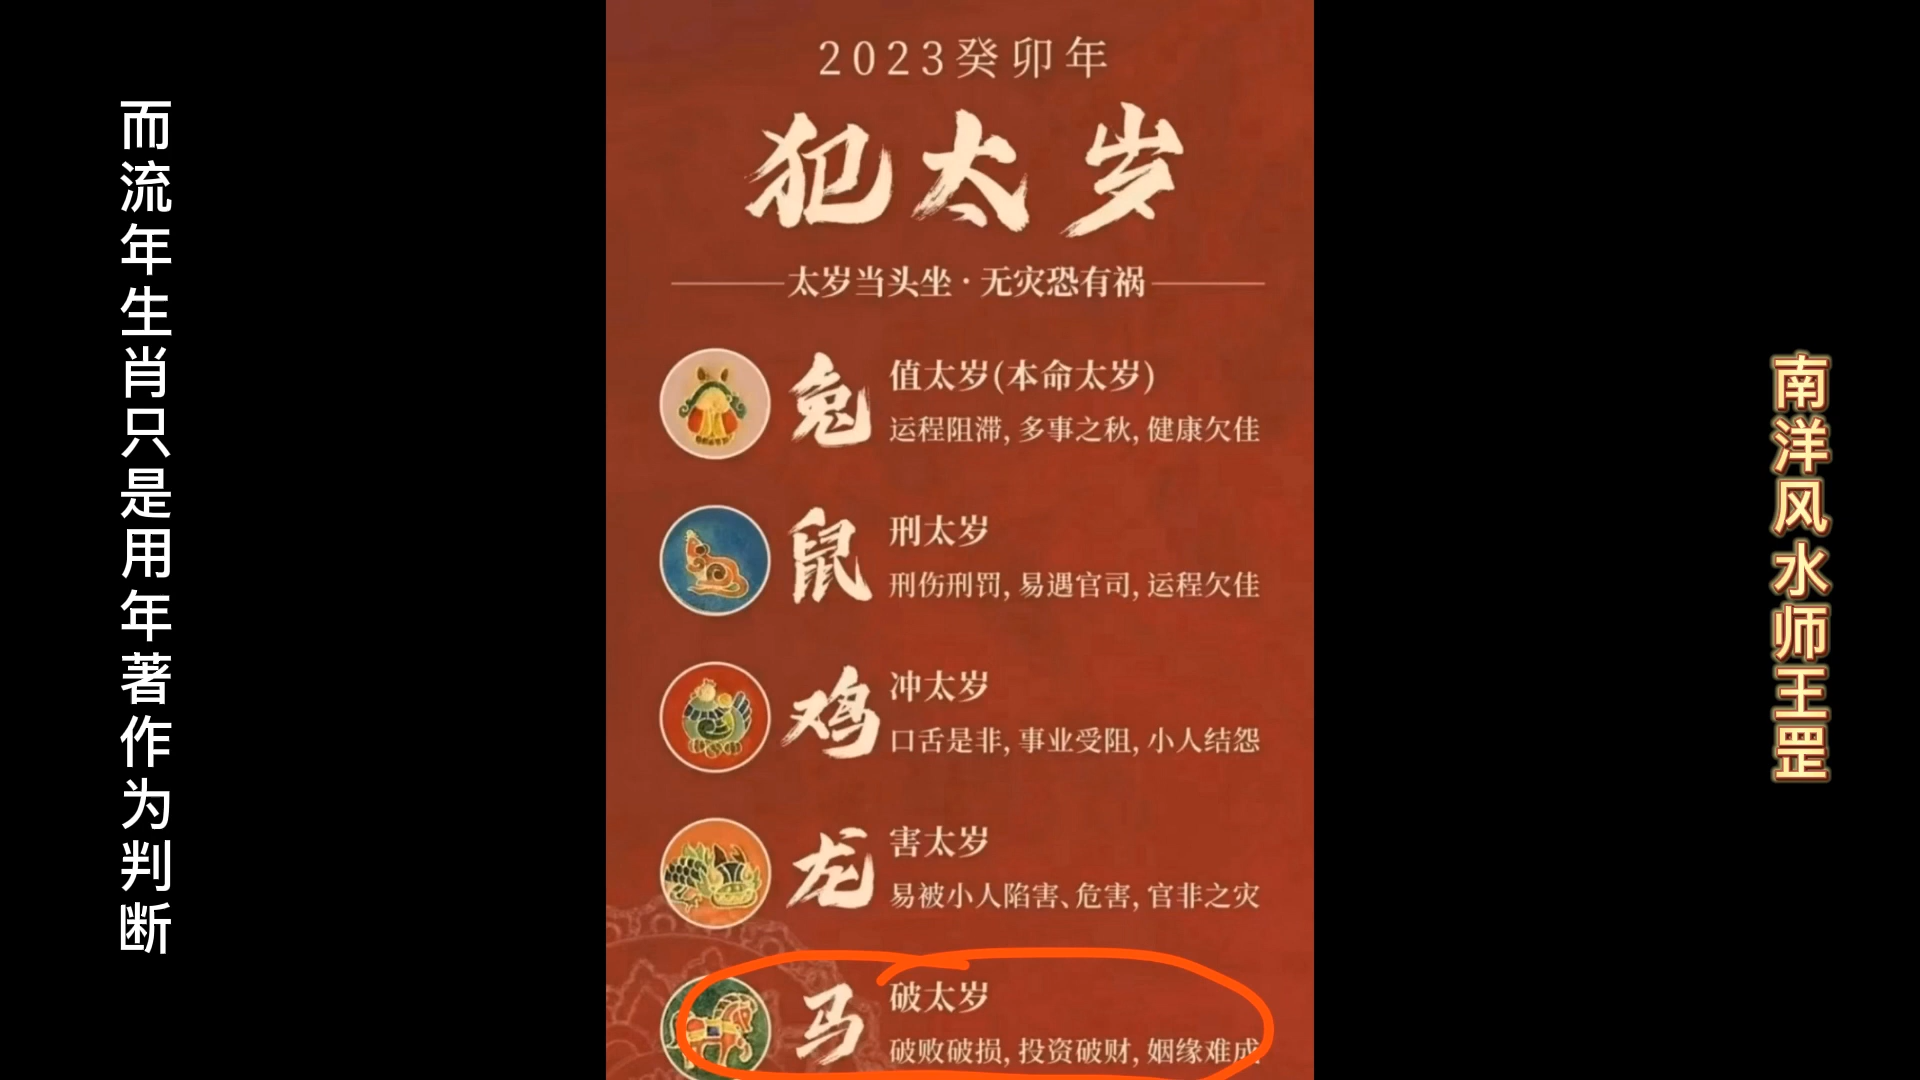 而流年生肖只是用年著作为判断
2023癸卯年
犯太岁
太岁当头坐·无灾恐有祸
兔
值太岁(本命太岁)
运程阻滞,多事之秋,健康欠佳
鼠
刑太岁
刑伤刑罚,易遇官司,运程欠佳
鸡
冲太岁
口舌是非,事业受阻,小人结怨
龙
害太岁
易被小人陷害、危害,官非之灾
马
破太岁
破败破损,投资破财,姻缘难成
南洋风水师王罡